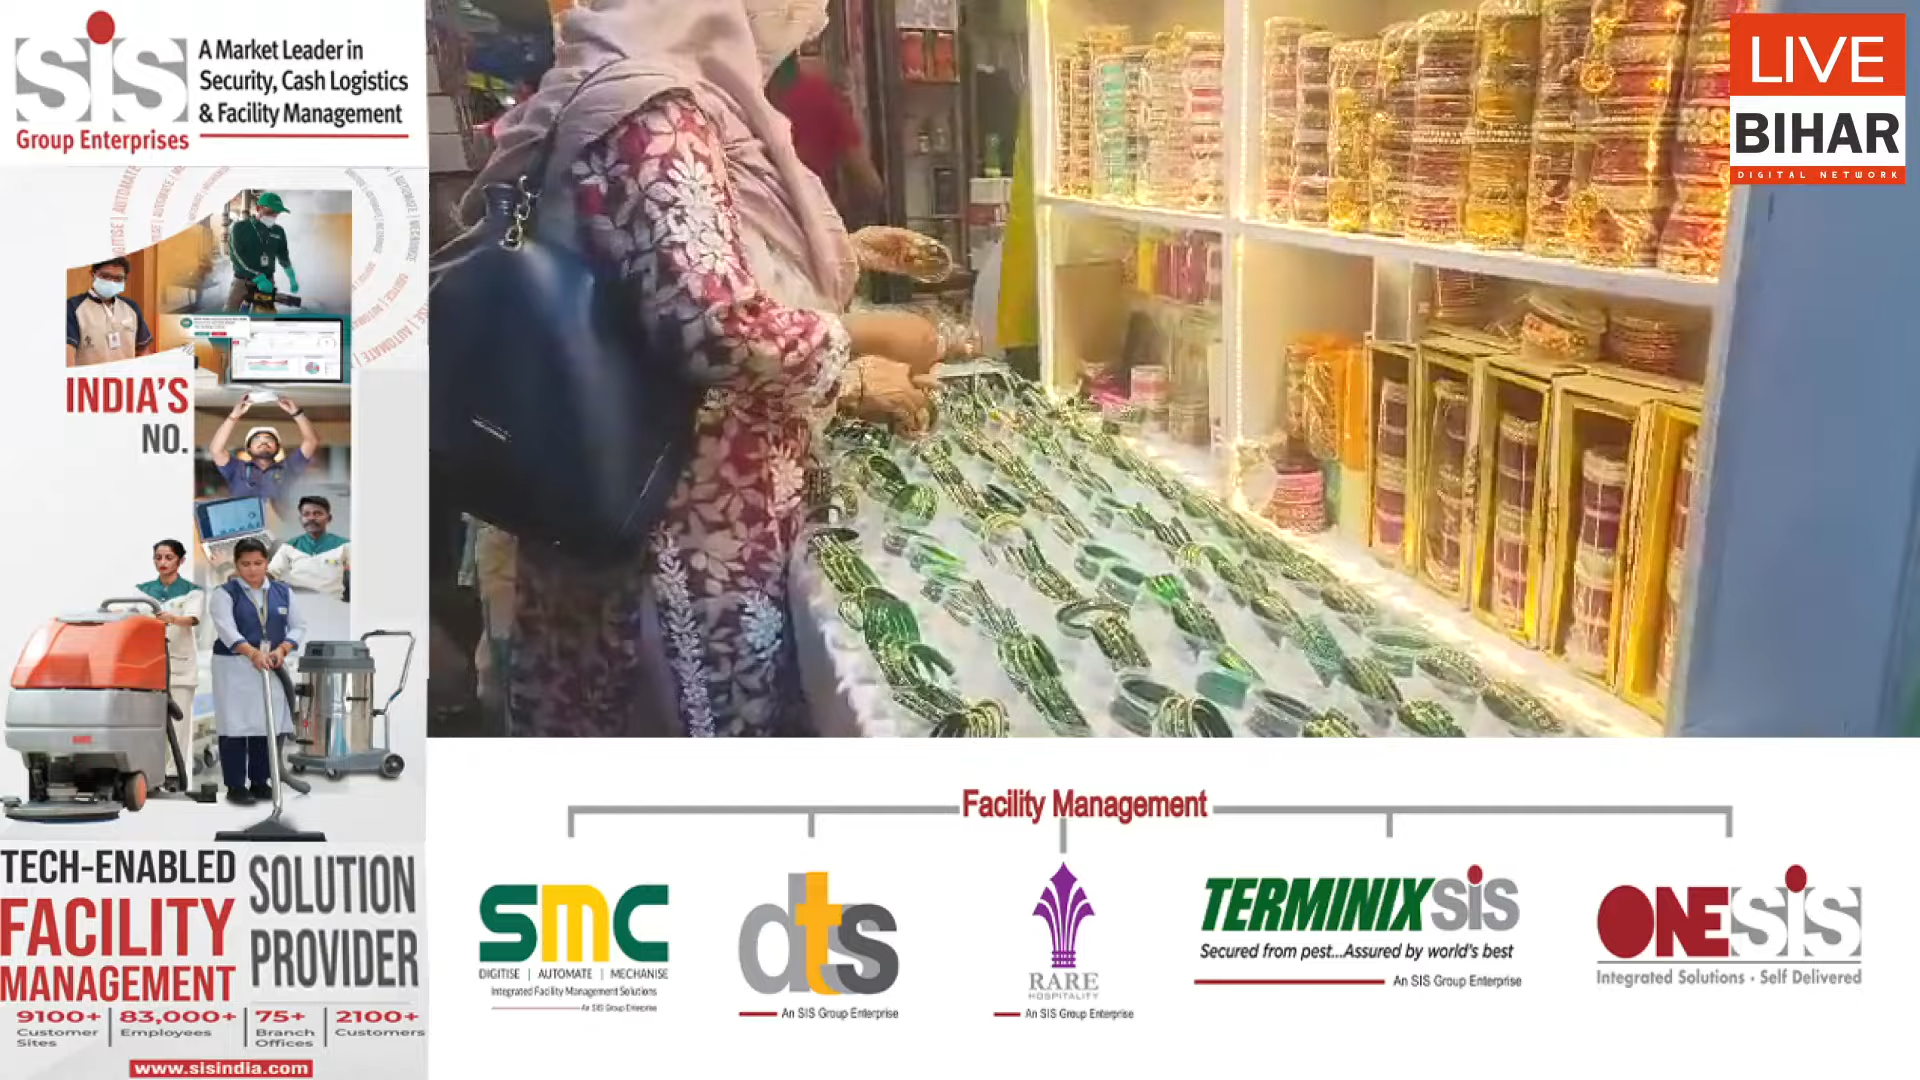 SiS
Group Enterprises
A Market Leader in
Security, Cash Logistics
& Facility Management
INDIA'S
NO.
TECH-ENABLED
FACILITY
MANAGEMENT
SOLUTION
PROVIDER
9100+
Customer
Sites
83,000+
Employees
75+
Branch
Offices
2100+
Customers
www.sisindia.com
LIVE
BIHAR
DIGITAL NETWORK
Facility Management
SMC
DIGITISE | AUTOMATE | MECHANISE
Integrated Facility Management Solutions
An SIS Group Enterprise
dts
An SIS Group Enterprise
RARE
HOSPITALITY
An SIS Group Enterprise
TERMINIX SiS
Secured from pest...Assured by world's best
An SIS Group Enterprise
ONE SiS
Integrated Solutions · Self Delivered